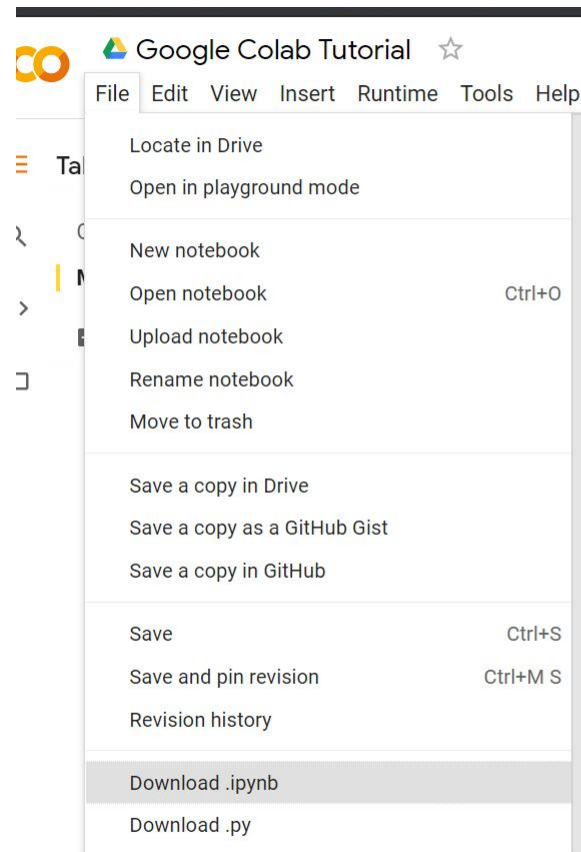 Google Colab Tutorial
File Edit View Insert Runtime Tools Help
Locate in Drive
Open in playground mode
New notebook
Open notebook Ctrl+O
Upload notebook
Rename notebook
Move to trash
Save a copy in Drive
Save a copy as a GitHub Gist
Save a copy in GitHub
Save Ctrl+S
Save and pin revision Ctrl+M S
Revision history
Download .ipynb
Download .py